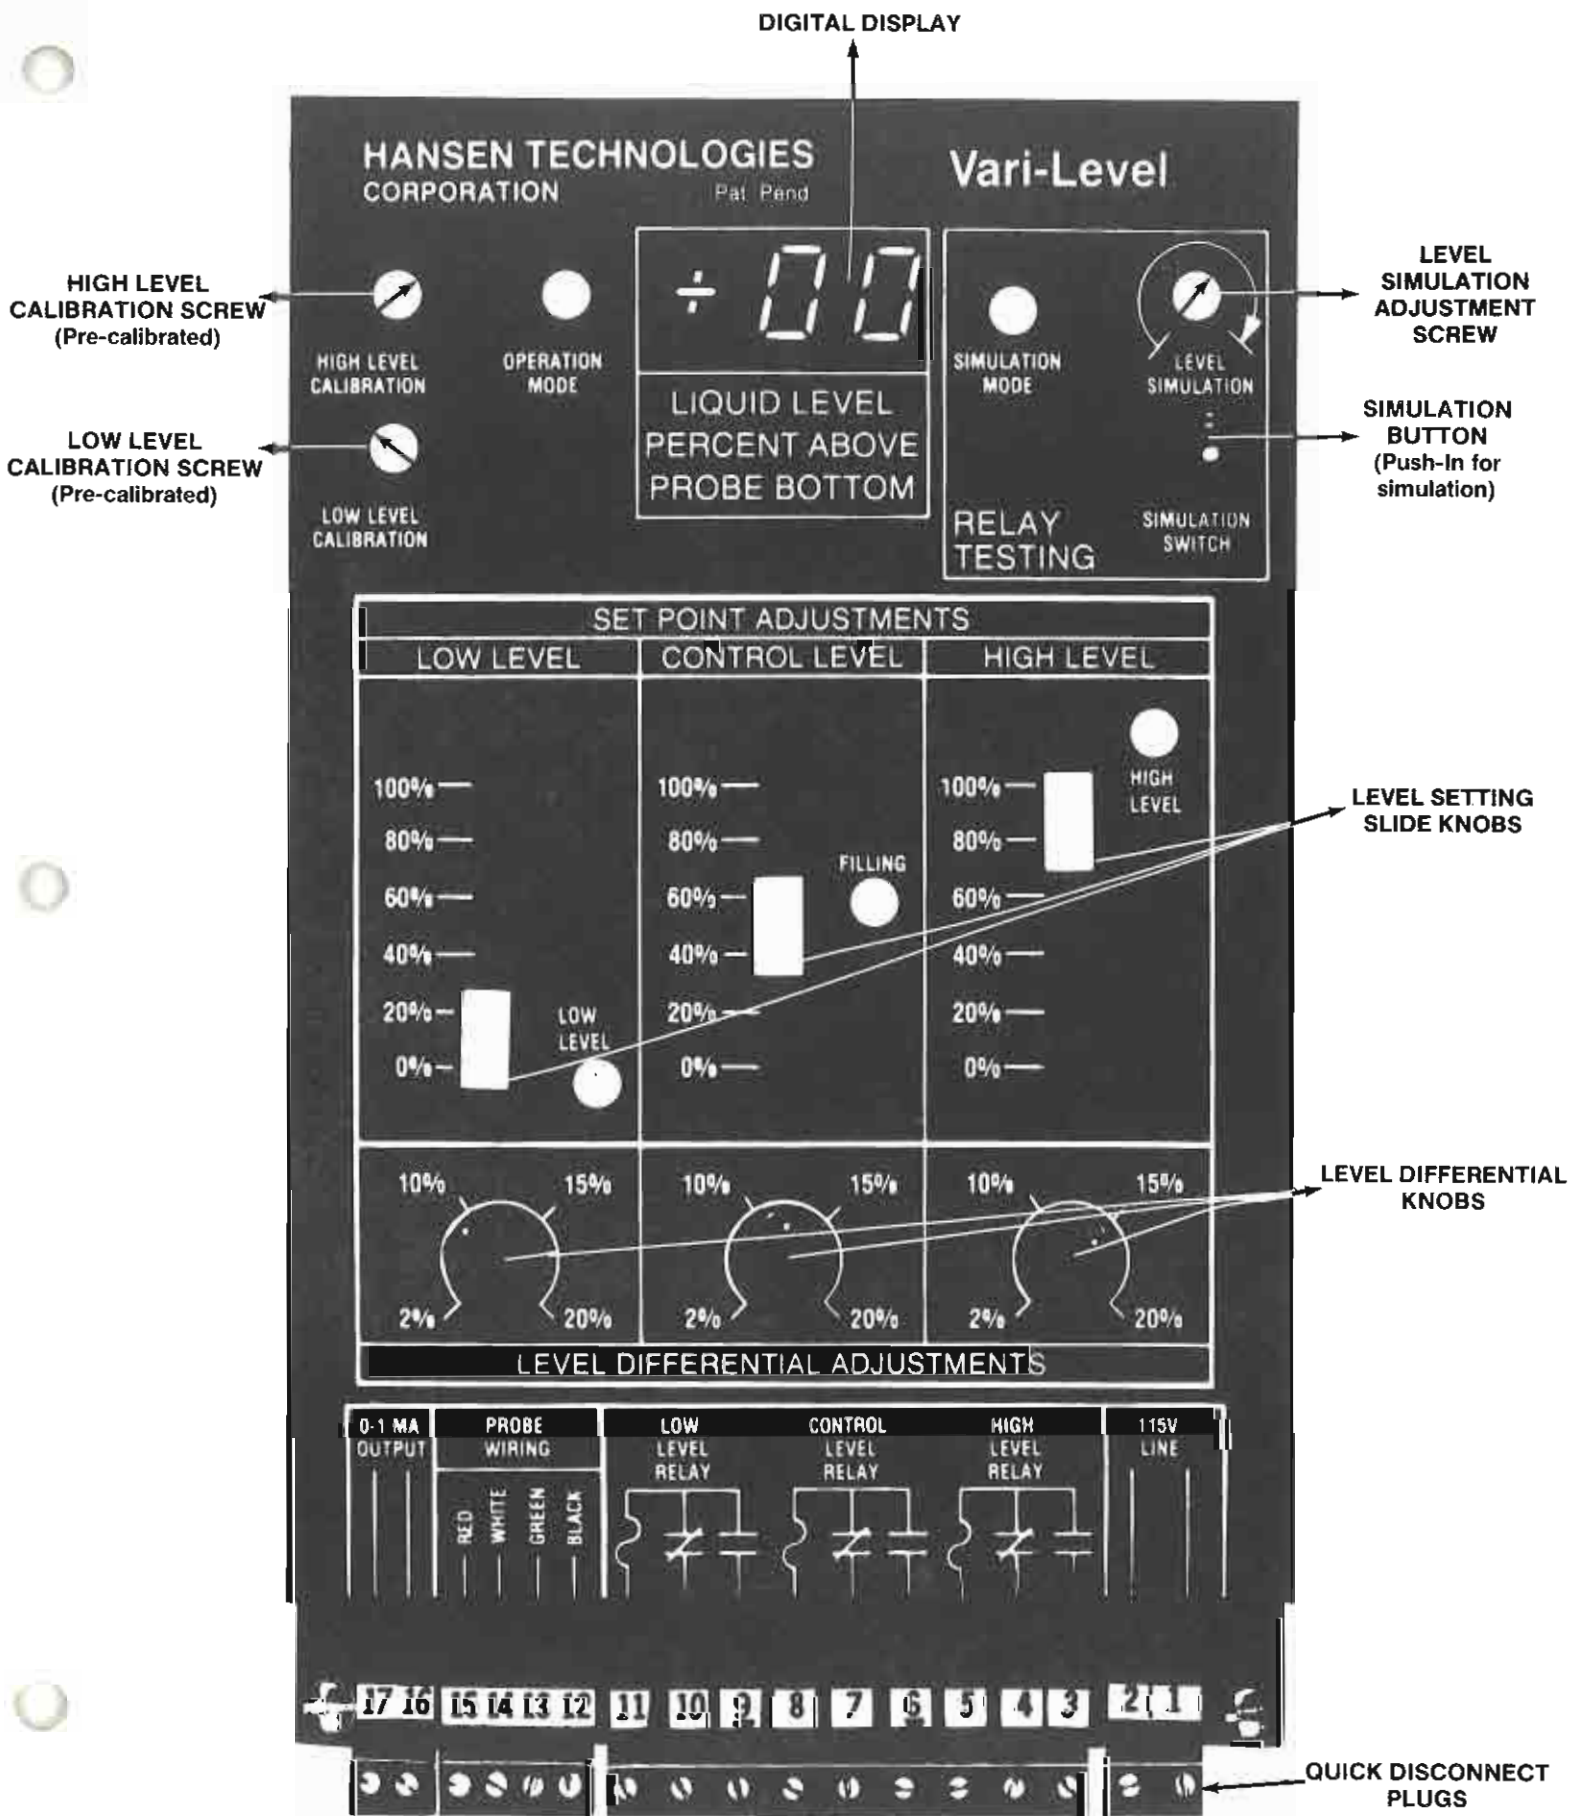 DIGITAL DISPLAY
HANSEN TECHNOLOGIES
CORPORATION
Pat Pend
Vari-Level
÷ 00
HIGH LEVEL
CALIBRATION SCREW
(Pre-calibrated)
HIGH LEVEL
CALIBRATION
OPERATION
MODE
LOW LEVEL
CALIBRATION SCREW
(Pre-calibrated)
LOW LEVEL
CALIBRATION
LIQUID LEVEL
PERCENT ABOVE
PROBE BOTTOM
SIMULATION
MODE
LEVEL
SIMULATION
RELAY
TESTING
SIMULATION
SWITCH
LEVEL
SIMULATION
ADJUSTMENT
SCREW
SIMULATION
BUTTON
(Push-In for
simulation)
SET POINT ADJUSTMENTS
LOW LEVEL
CONTROL LEVEL
HIGH LEVEL
100%
80%
60%
40%
20%
0%
LOW
LEVEL
100%
80%
60%
40%
20%
0%
FILLING
100%
80%
60%
40%
20%
0%
HIGH
LEVEL
LEVEL SETTING
SLIDE KNOBS
10%
15%
2%
20%
10%
15%
2%
20%
10%
15%
2%
20%
LEVEL DIFFERENTIAL
KNOBS
LEVEL DIFFERENTIAL ADJUSTMENTS
0-1 MA
OUTPUT
PROBE
WIRING
RED
WHITE
GREEN
BLACK
LOW
LEVEL
RELAY
CONTROL
LEVEL
RELAY
HIGH
LEVEL
RELAY
115V
LINE
17 16 15 14 13 12 11 10 9 8 7 6 5 4 3 2 1
QUICK DISCONNECT
PLUGS